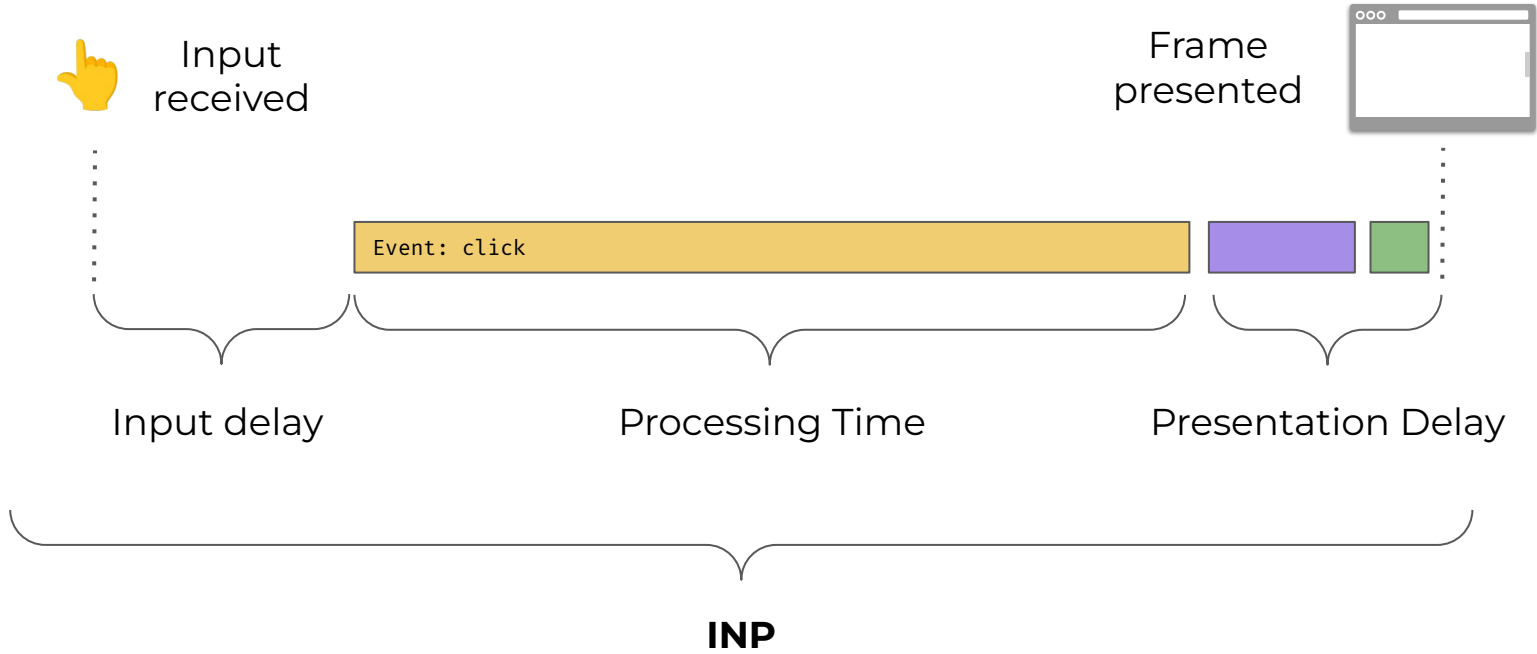 Input
received
Frame
presented
Event: click
Input delay
Processing Time
Presentation Delay
INP